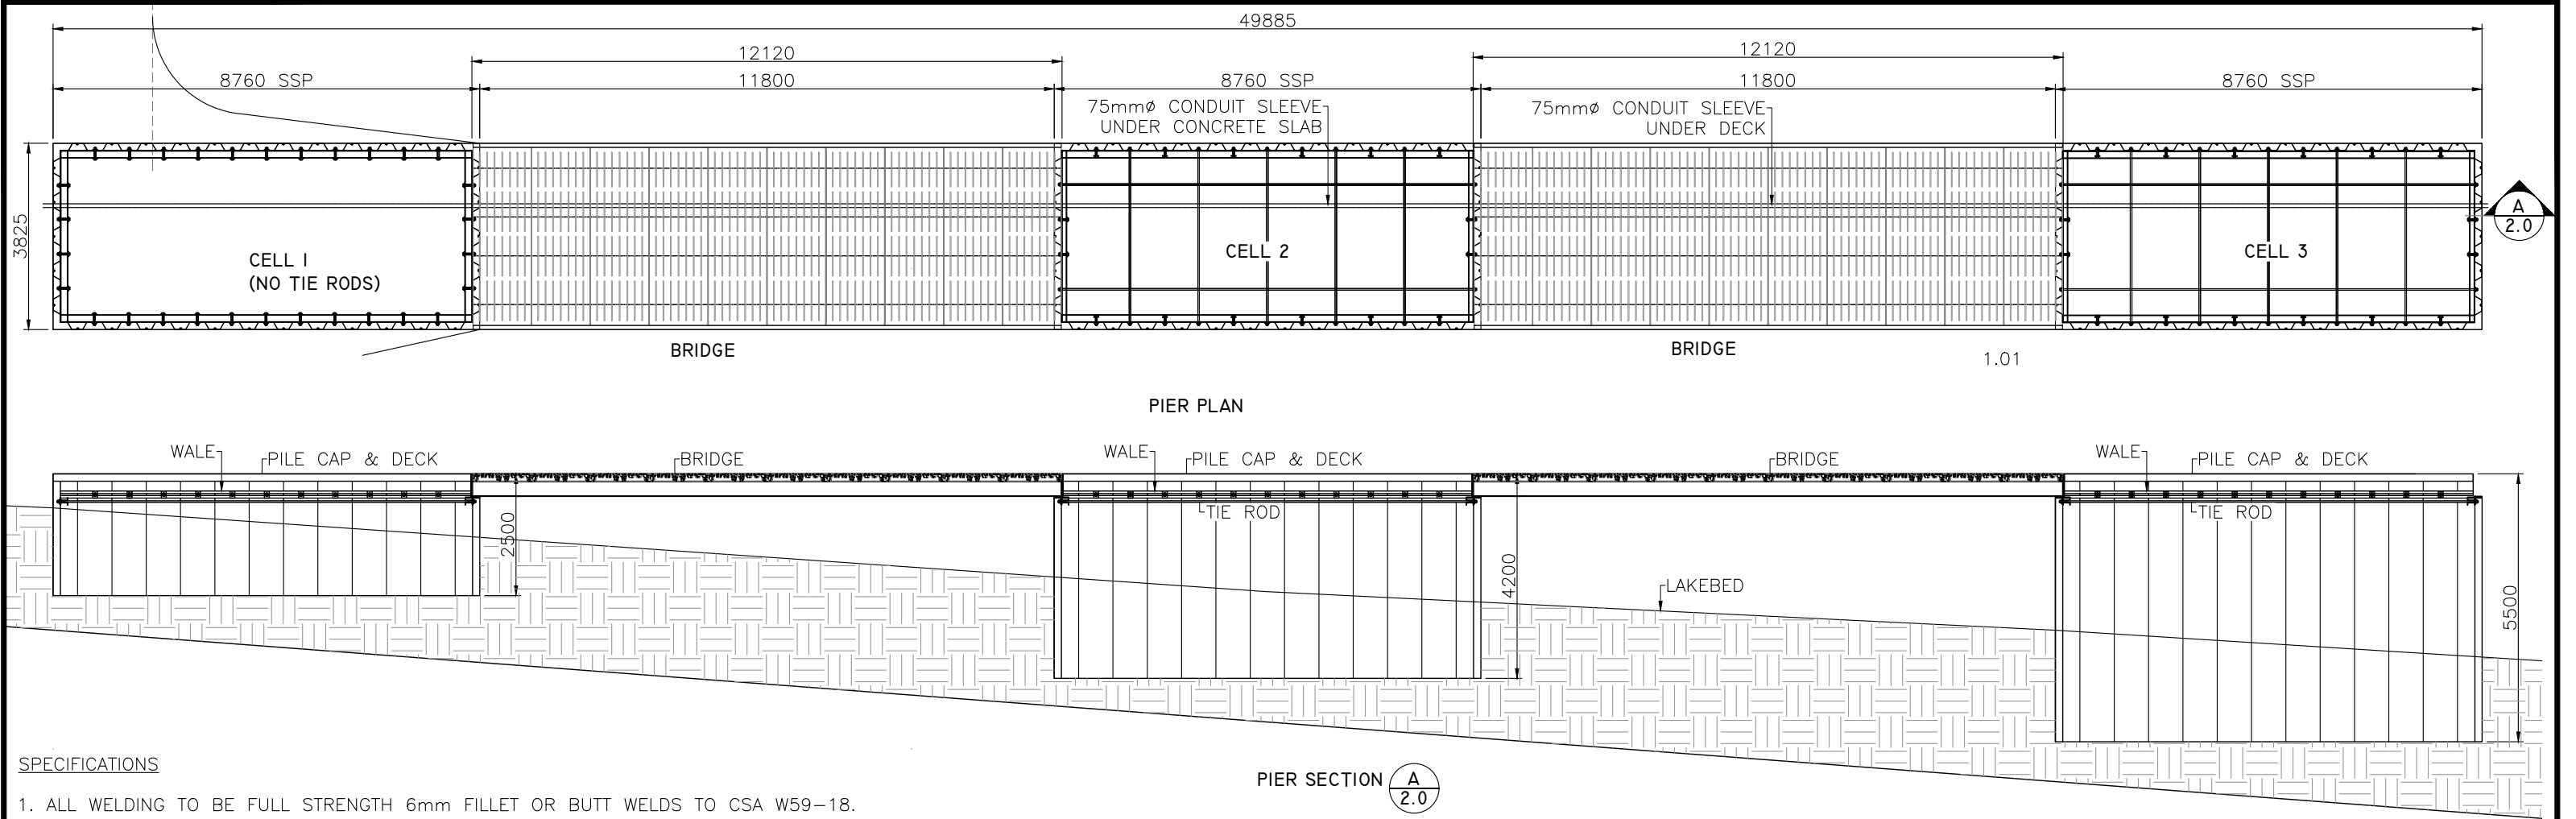 49885
12120
12120
8760 SSP
11800
8760 SSP
11800
8760 SSP
75mmø CONDUIT SLEEVE
UNDER CONCRETE SLAB
75mmø CONDUIT SLEEVE
UNDER DECK
3825
CELL 1
(NO TIE RODS)
CELL 2
CELL 3
A
2.0
BRIDGE
BRIDGE
1.01
PIER PLAN
WALE
PILE CAP & DECK
BRIDGE
WALE
PILE CAP & DECK
BRIDGE
WALE
PILE CAP & DECK
2500
TIE ROD
TIE ROD
4200
LAKEBED
5500
SPECIFICATIONS
PIER SECTION
A
2.0
1. ALL WELDING TO BE FULL STRENGTH 6mm FILLET OR BUTT WELDS TO CSA W59-18.